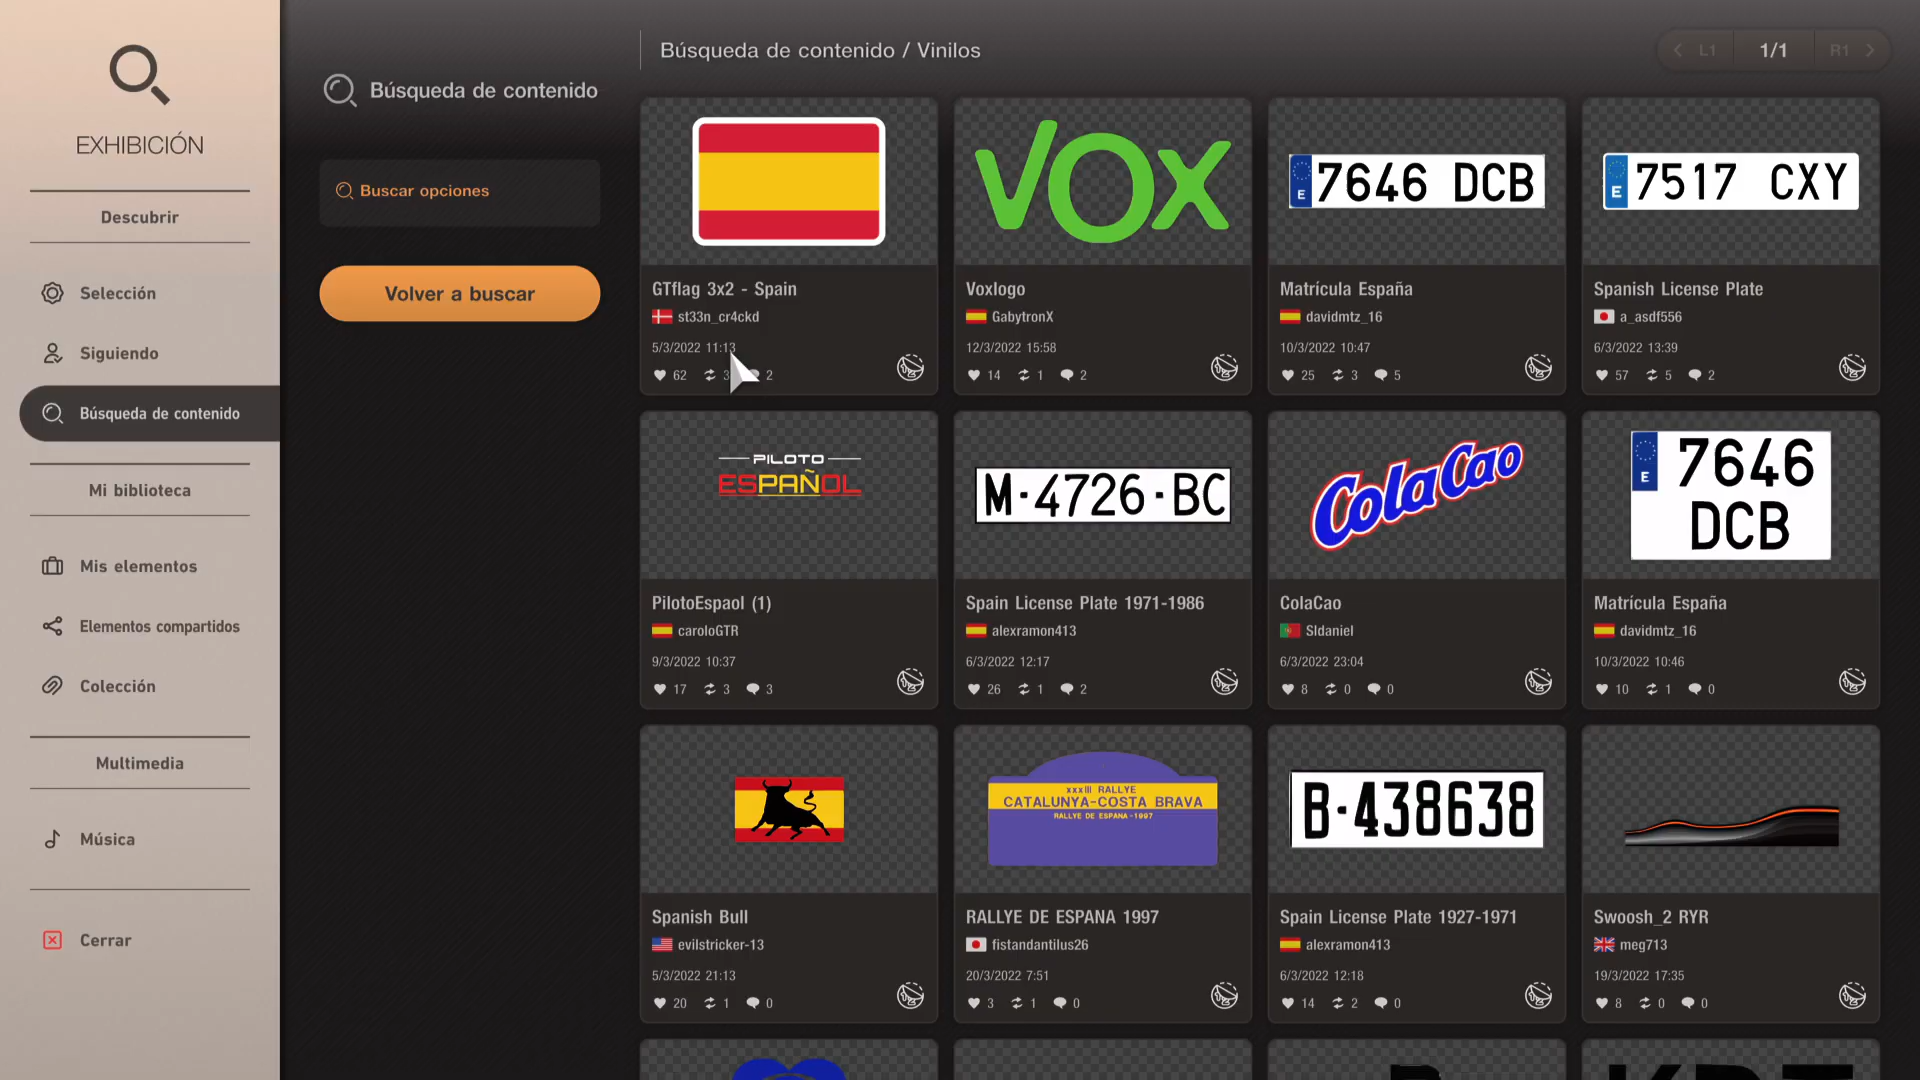 EXHIBICIÓN
Descubrir
Selección
Siguiendo
Búsqueda de contenido
Mi biblioteca
Mis elementos
Elementos compartidos
Colección
Multimedia
Música
Cerrar
Búsqueda de contenido
Buscar opciones
Volver a buscar
Búsqueda de contenido / Vinilos
L1 1/1 R1
GTflag 3x2 - Spain
st33n_cr4ckd
5/3/2022 11:13
62 3 2
VOX
Voxlogo
GabytronX
12/3/2022 15:58
14 1 2
E 7646 DCB
Matrícula España
davidmtz_16
10/3/2022 10:47
25 3 5
E 7517 CXY
Spanish License Plate
a_asdf556
6/3/2022 13:39
57 5 2
PILOTO
ESPAÑOL
PilotoEspaol (1)
caroloGTR
9/3/2022 10:37
17 3 3
M·4726·BC
Spain License Plate 1971-1986
alexramon413
6/3/2022 12:17
26 1 2
ColaCao
ColaCao
Sldaniel
6/3/2022 23:04
8 0 0
E 7646
DCB
Matrícula España
davidmtz_16
10/3/2022 10:46
10 1 0
Spanish Bull
evilstricker-13
5/3/2022 21:13
20 1 0
XXXIII RALLYE
CATALUNYA-COSTA BRAVA
RALLYE DE ESPANA-1997
RALLYE DE ESPANA 1997
fistandantilus26
20/3/2022 7:51
3 1 0
B·438638
Spain License Plate 1927-1971
alexramon413
6/3/2022 12:18
14 2 0
Swoosh_2 RYR
meg713
19/3/2022 17:35
8 0 0